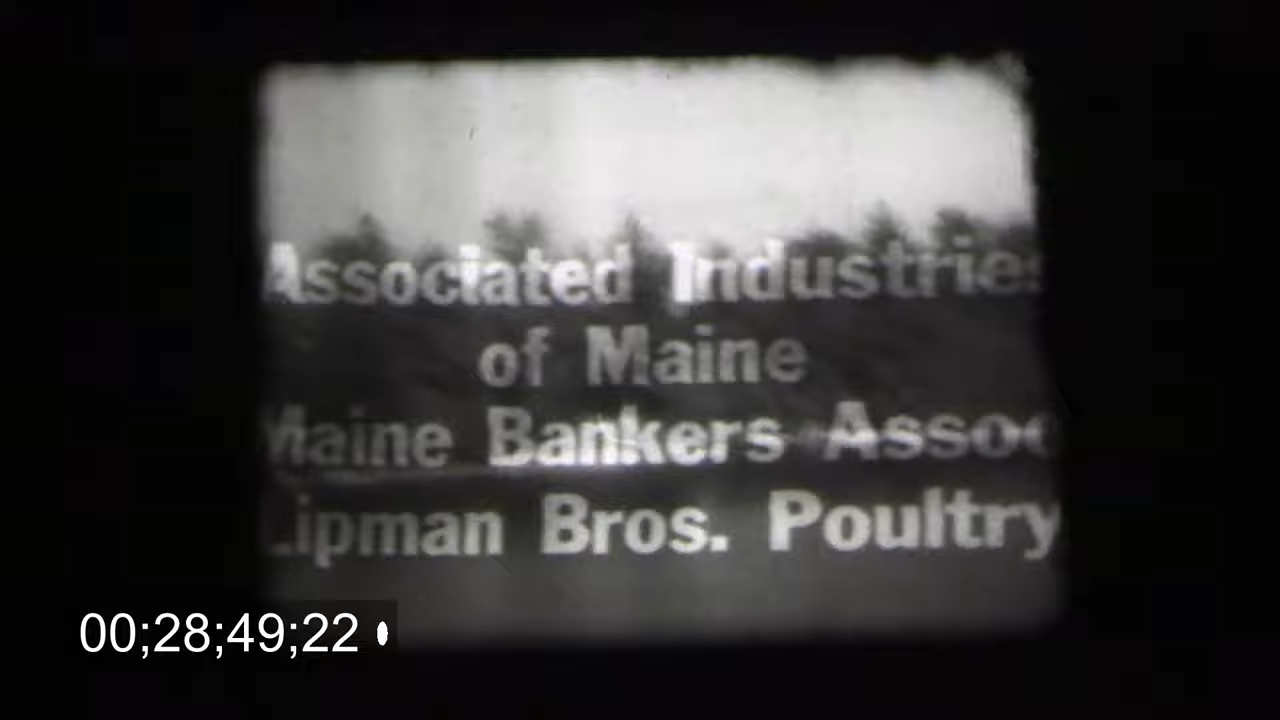 Associated Industries
of Maine
Maine Bankers Assoc
Lipman Bros. Poultry
00;28;49;22